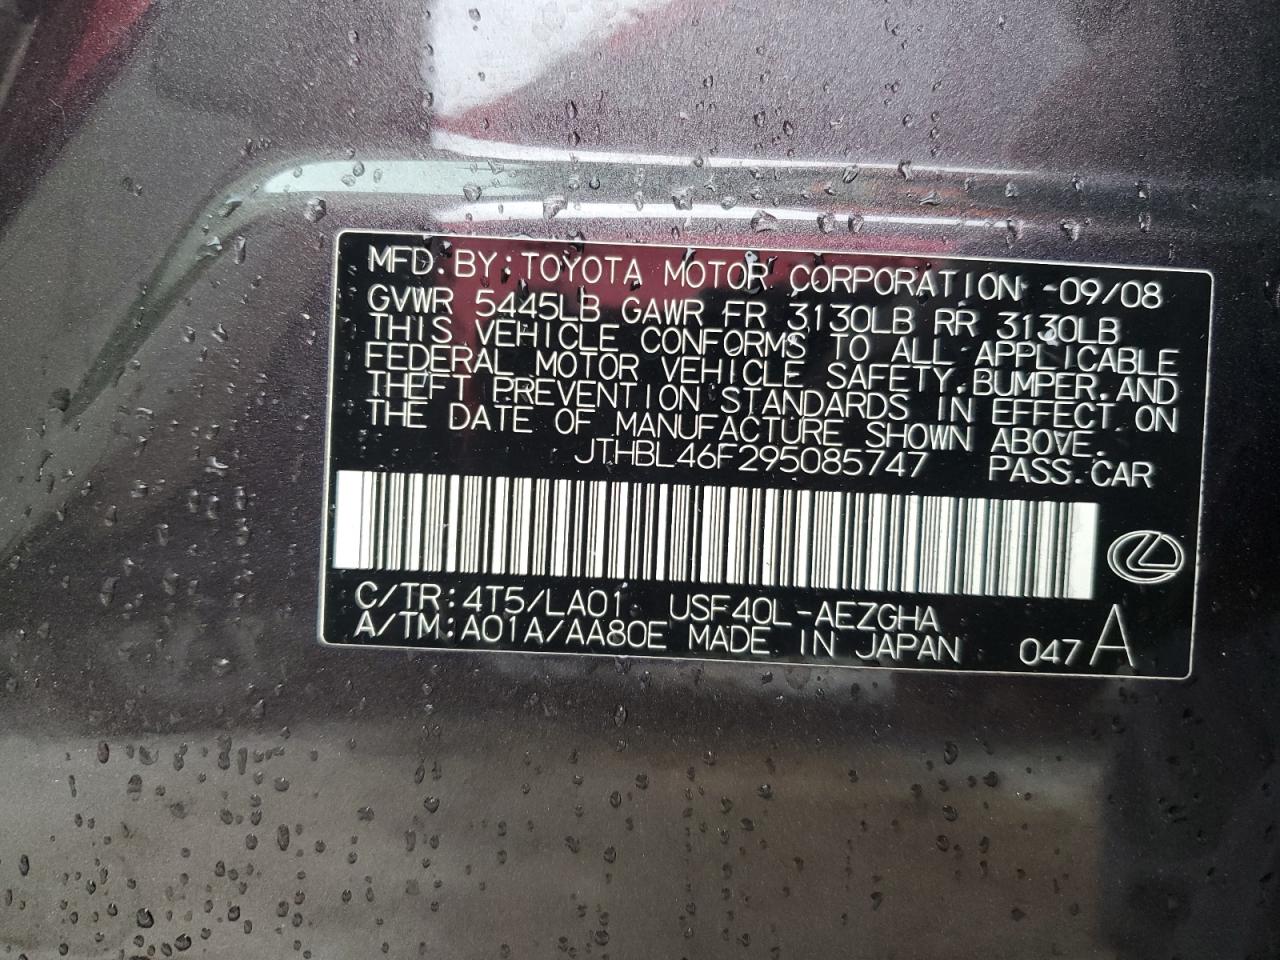 MFD. BY: TOYOTA MOTOR CORPORATION 09/08
GVWR 5445LB GAWR FR 3130LB RR 3130LB
THIS VEHICLE CONFORMS TO ALL APPLICABLE
FEDERAL MOTOR VEHICLE SAFETY, BUMPER, AND
THEFT PREVENTION STANDARDS IN EFFECT ON
THE DATE OF MANUFACTURE SHOWN ABOVE.
JTHBL46F295085747 PASS. CAR
C/TR: 4T5/LA01 USF40L-AEZGHA
A/TM: A01A/AA80E MADE IN JAPAN 047 A